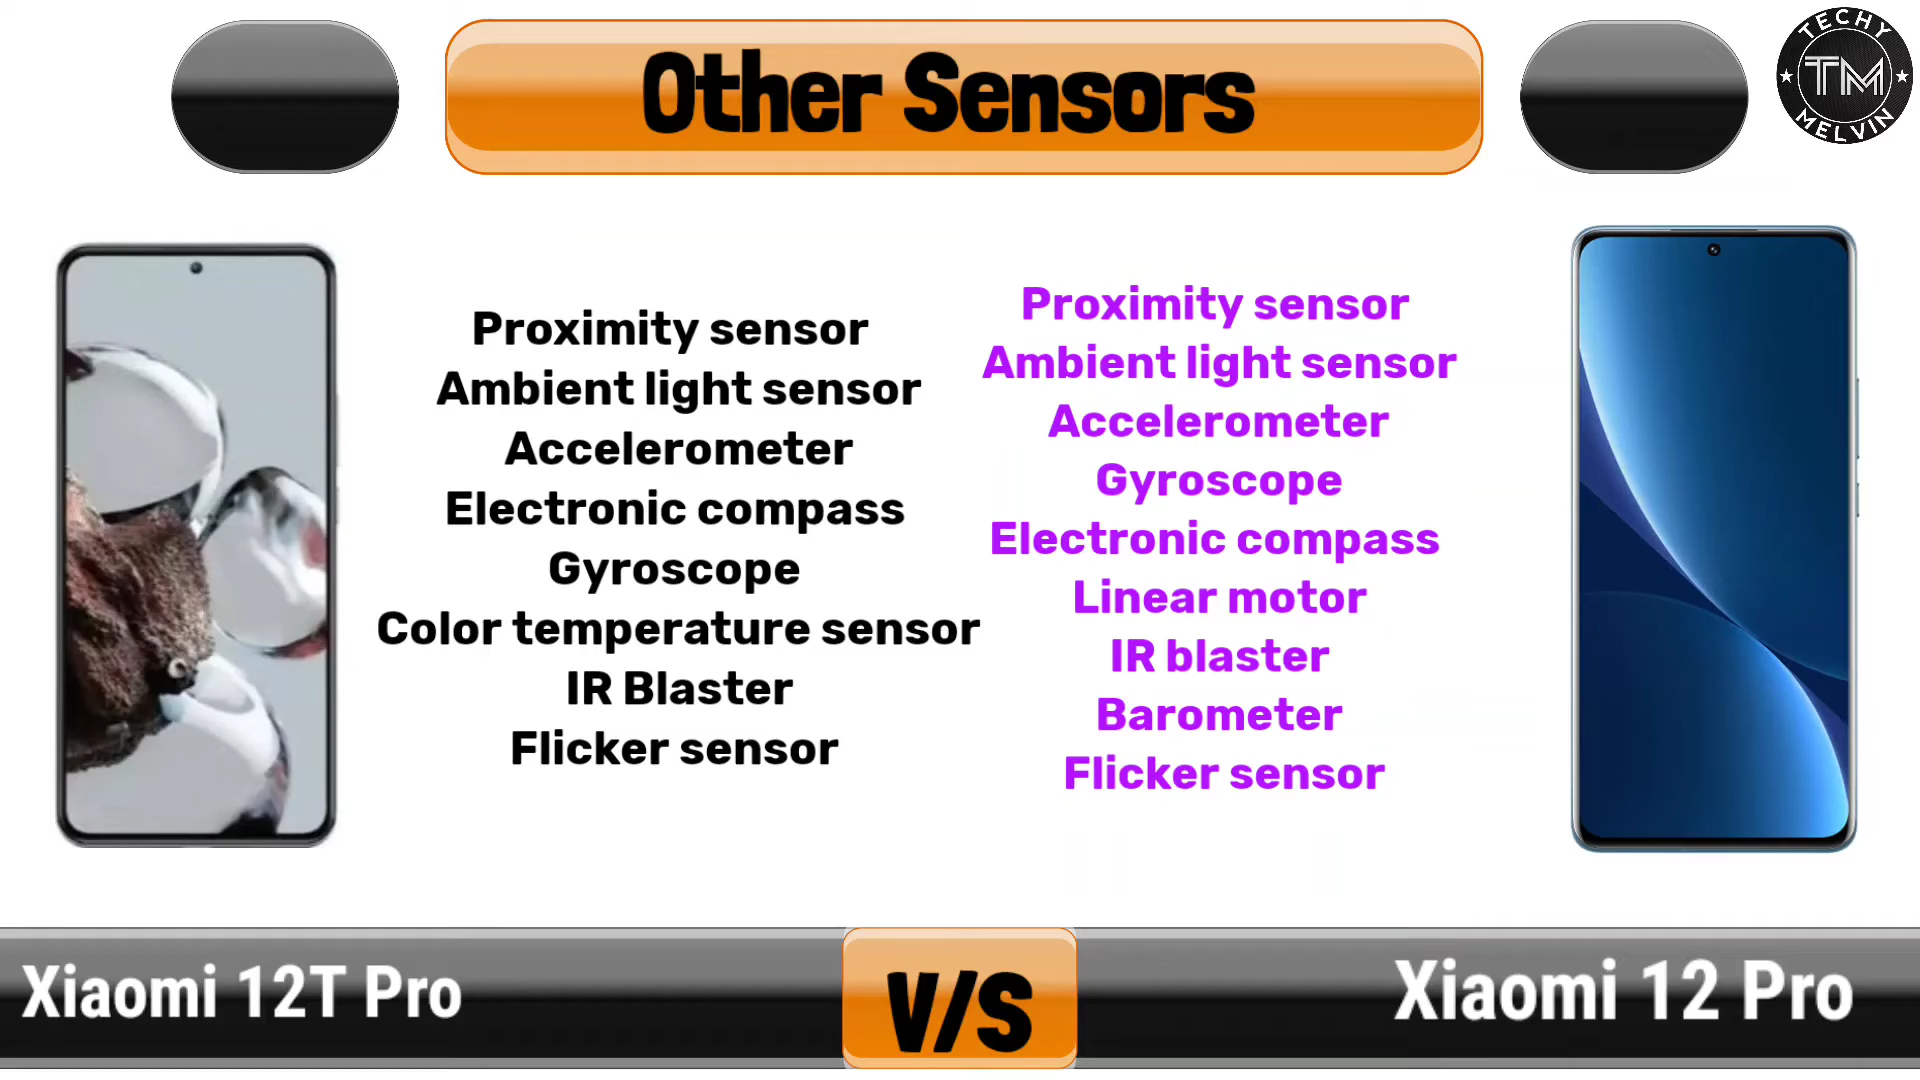 Other Sensors
TECHY
TM
MELVIN
Proximity sensor
Ambient light sensor
Accelerometer
Electronic compass
Gyroscope
Color temperature sensor
IR Blaster
Flicker sensor
Proximity sensor
Ambient light sensor
Accelerometer
Gyroscope
Electronic compass
Linear motor
IR blaster
Barometer
Flicker sensor
Xiaomi 12T Pro
V/S
Xiaomi 12 Pro